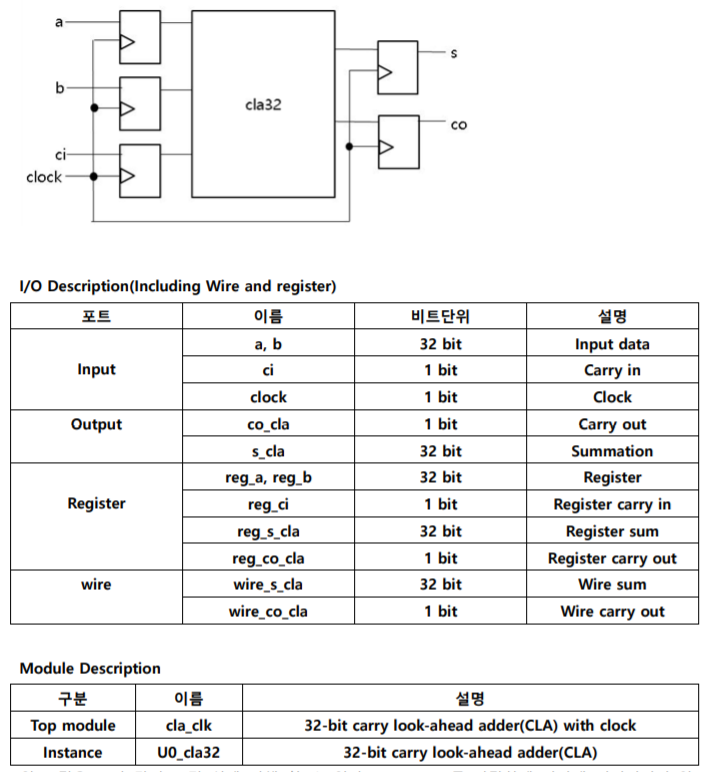 a
b
ci
clock
cla32
s
co
I/O Description(Including Wire and register)
포트 이름 비트단위 설명
Input a, b 32 bit Input data
ci 1 bit Carry in
clock 1 bit Clock
Output co_cla 1 bit Carry out
s_cla 32 bit Summation
Register reg_a, reg_b 32 bit Register
reg_ci 1 bit Register carry in
reg_s_cla 32 bit Register sum
reg_co_cla 1 bit Register carry out
wire wire_s_cla 32 bit Wire sum
wire_co_cla 1 bit Wire carry out
Module Description
구분 이름 설명
Top module cla_clk 32-bit carry look-ahead adder(CLA) with clock
Instance U0_cla32 32-bit carry look-ahead adder(CLA)